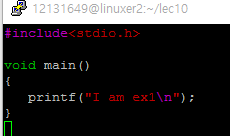 12131649@linuxer2:~/lec10
#include<stdio.h>
void main()
{
    printf("I am ex1\n");
}